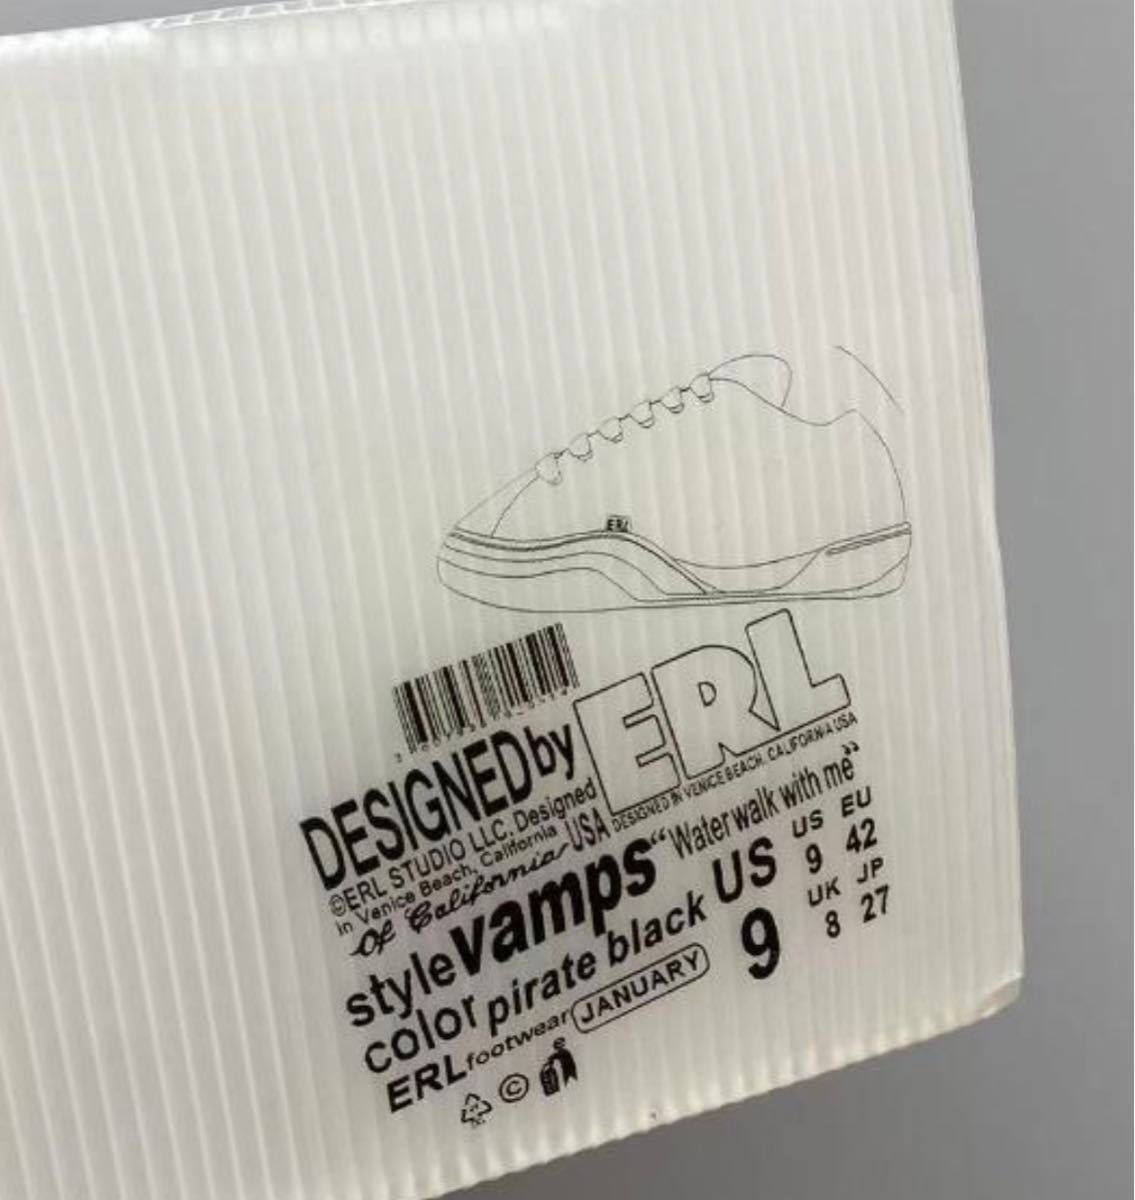 ERL
DESIGNED by
ERL
DESIGNED IN VENICE BEACH, CALIFORNIA USA
©ERL STUDIO LLC. Designed
in Venice Beach, California
Of California USA
style vamps "Water walk with me"
color pirate black
US
9
US EU
9 42
UK JP
8 27
ERL footwear JANUARY
©